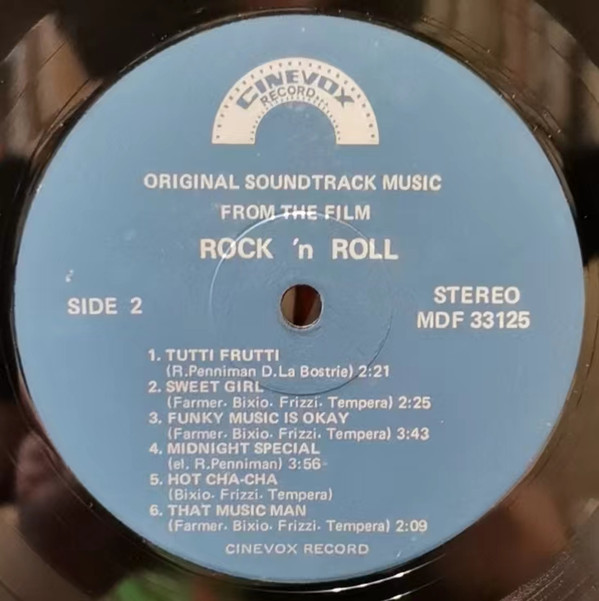 CINEVOX
RECORD
ORIGINAL SOUNDTRACK MUSIC
FROM THE FILM
ROCK 'n ROLL
SIDE 2
STEREO
MDF 33125
1. TUTTI FRUTTI
(R.Penniman D.La Bostrie) 2:21
2. SWEET GIRL
(Farmer· Bixio· Frizzi· Tempera) 2:25
3. FUNKY MUSIC IS OKAY
(Farmer· Bixio· Frizzi· Tempera) 3:43
4. MIDNIGHT SPECIAL
(el. R.Penniman) 3:56
5. HOT CHA-CHA
(Bixio· Frizzi· Tempera)
6. THAT MUSIC MAN
(Farmer· Bixio· Frizzi· Tempera) 2:09
CINEVOX RECORD